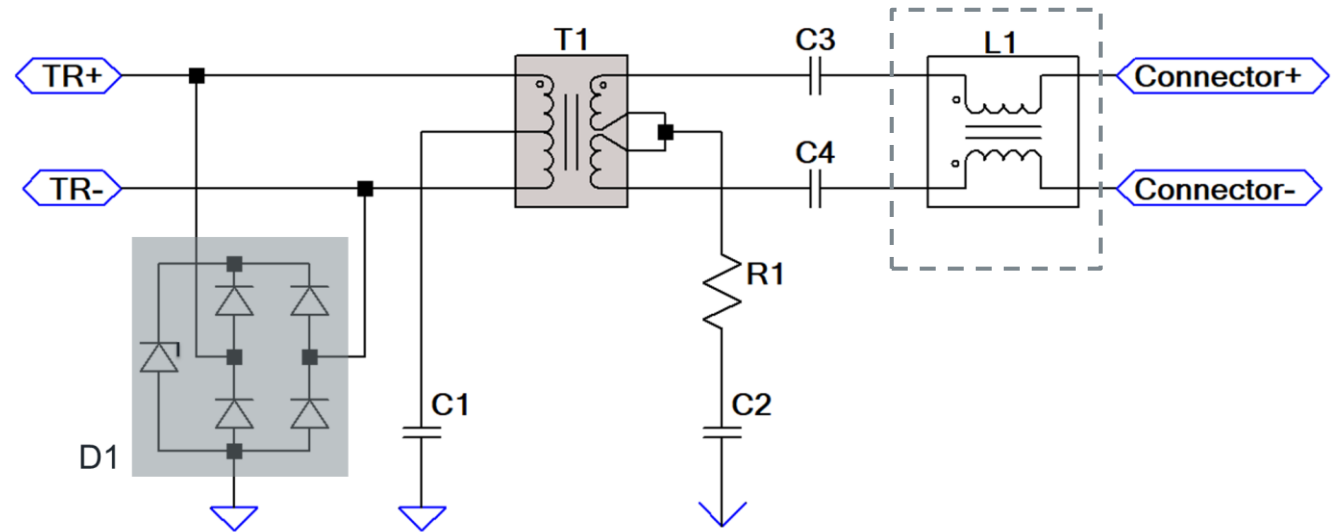 T1
C3
L1
TR+
Connector+
C4
TR-
Connector-
R1
C1
C2
D1